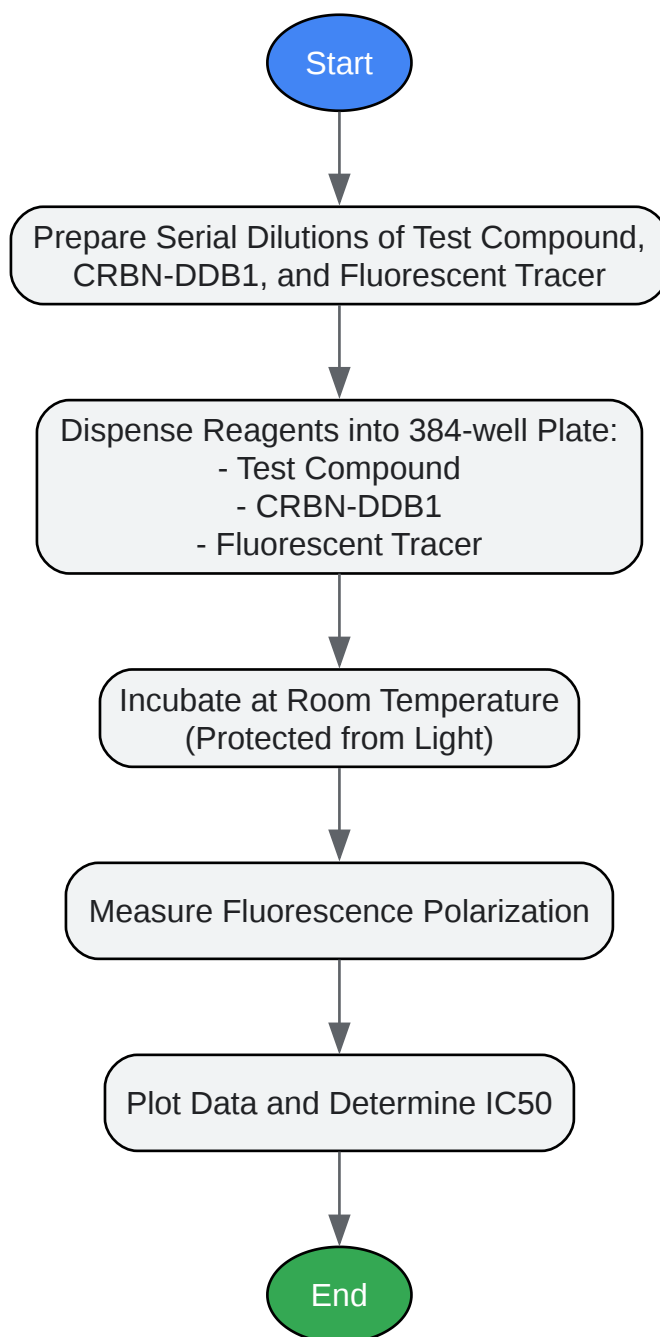 Start
Prepare Serial Dilutions of Test Compound,
CRBN-DDB1, and Fluorescent Tracer
Dispense Reagents into 384-well Plate:
- Test Compound
- CRBN-DDB1
- Fluorescent Tracer
Incubate at Room Temperature
(Protected from Light)
Measure Fluorescence Polarization
Plot Data and Determine IC50
End